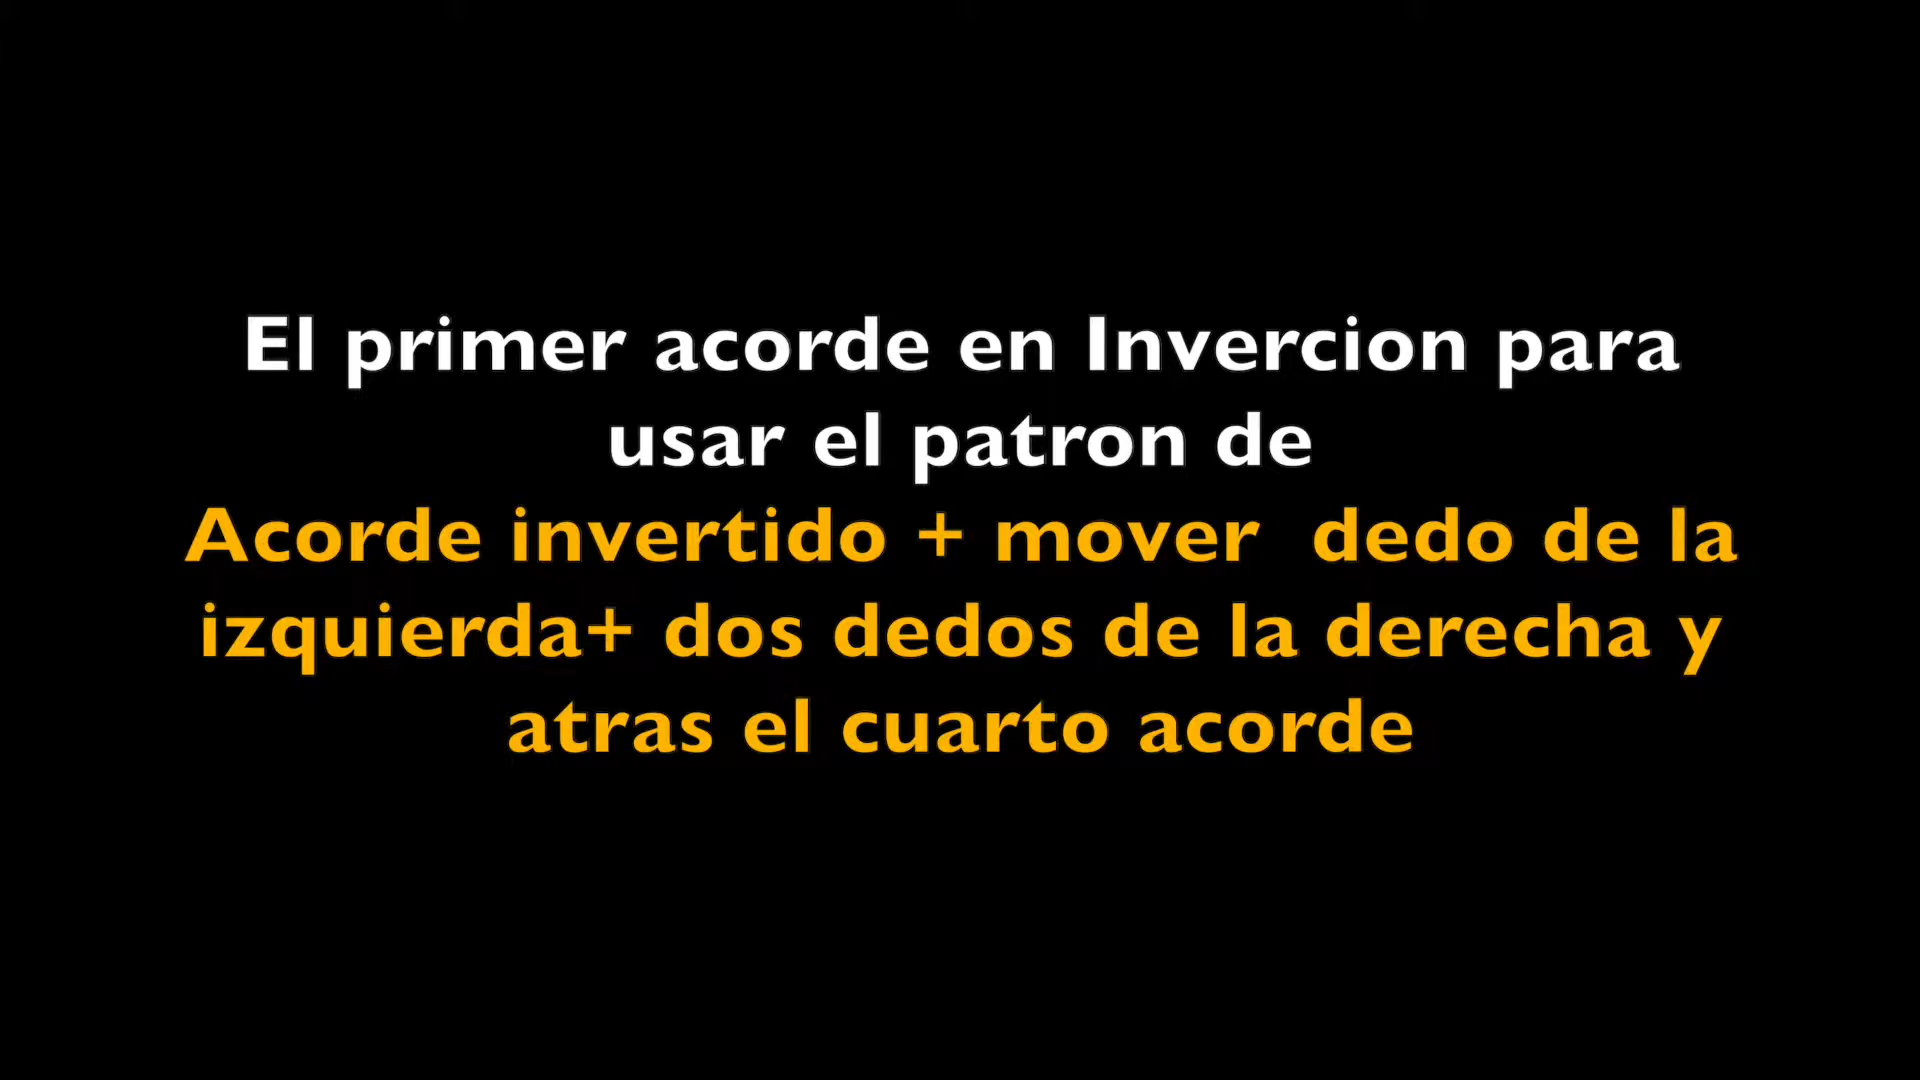 El primer acorde en Invercion para
usar el patron de
Acorde invertido + mover  dedo de la
izquierda+ dos dedos de la derecha y
atras el cuarto acorde